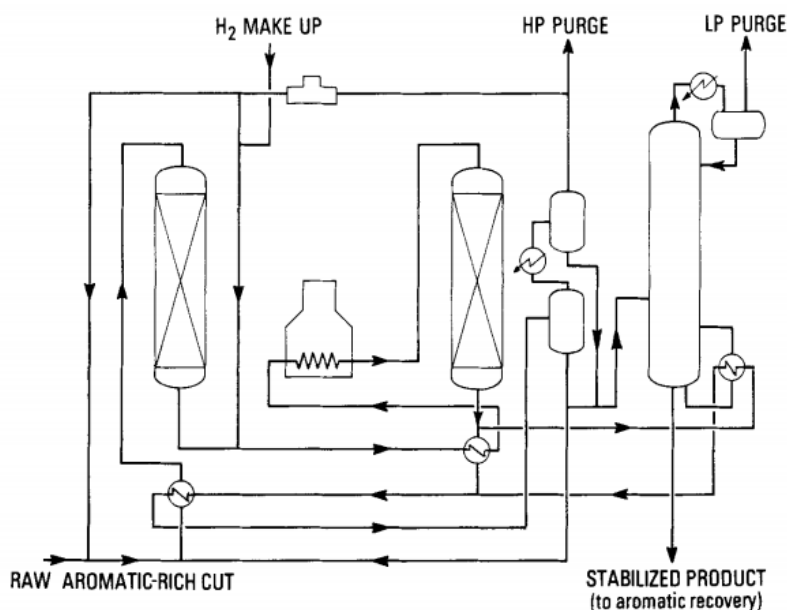 H₂ MAKE UP
HP PURGE
LP PURGE
RAW AROMATIC-RICH CUT
STABILIZED PRODUCT
(to aromatic recovery)